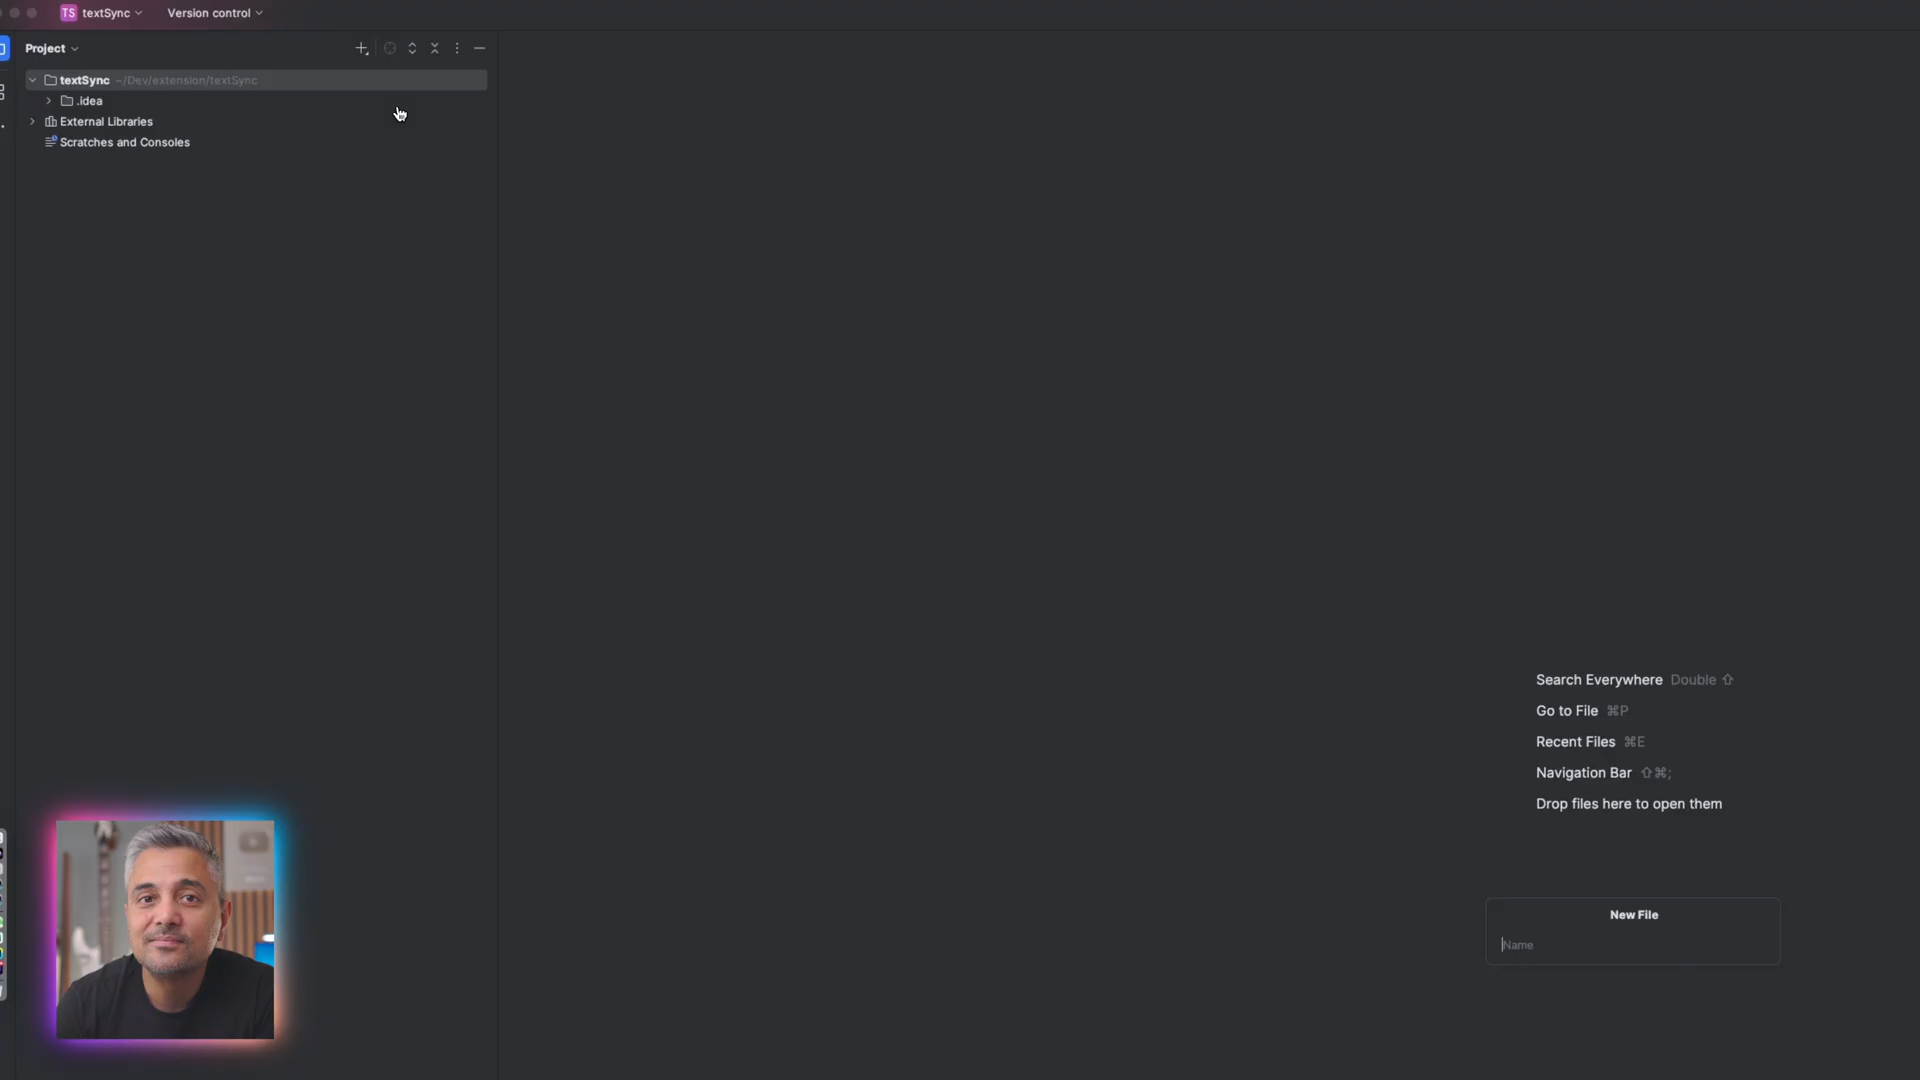 TS textSync Version control
Project
textSync ~/Dev/extension/textSync
.idea
External Libraries
Scratches and Consoles
Search Everywhere Double ⇧
Go to File ⌘P
Recent Files ⌘E
Navigation Bar ⇧⌘;
Drop files here to open them
New File
Name